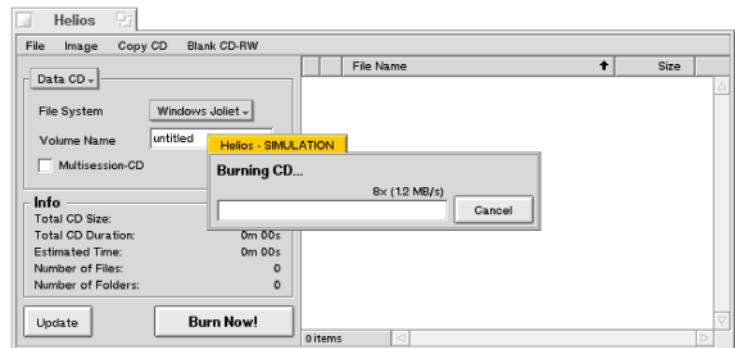 Helios
File Image Copy CD Blank CD-RW
File Name Size
Data CD
File System Windows Joliet
Volume Name untitled
Multisession-CD
Helios - SIMULATION
Burning CD...
8x (1.2 MB/s)
Cancel
Info
Total CD Size:
Total CD Duration: 0m 00s
Estimated Time: 0m 00s
Number of Files: 0
Number of Folders: 0
Update Burn Now!
0 items